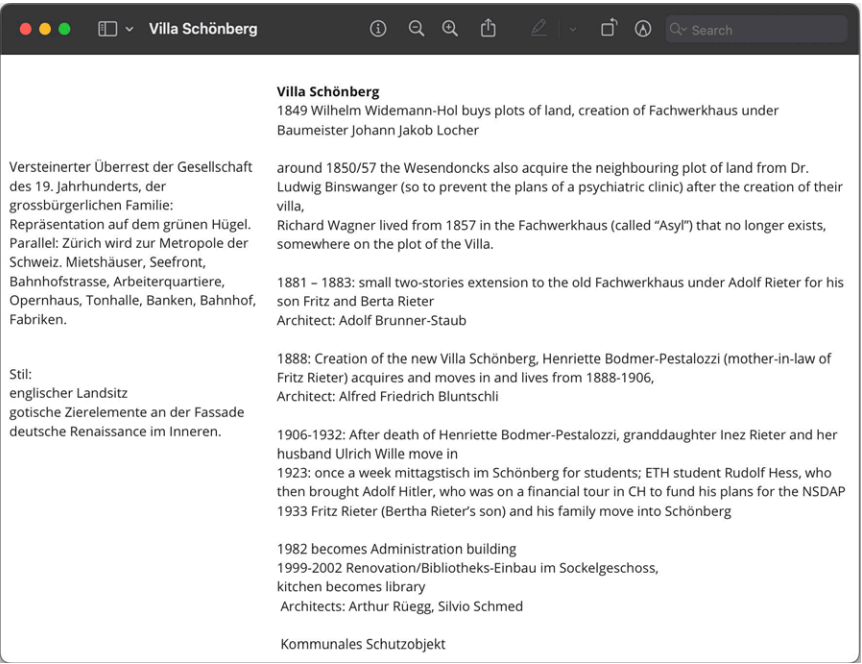 Villa Schönberg
Search
Villa Schönberg
1849 Wilhelm Widemann-Hol buys plots of land, creation of Fachwerkhaus under
Baumeister Johann Jakob Locher
around 1850/57 the Wesendoncks also acquire the neighbouring plot of land from Dr.
Ludwig Binswanger (so to prevent the plans of a psychiatric clinic) after the creation of their
villa,
Richard Wagner lived from 1857 in the Fachwerkhaus (called “Asyl”) that no longer exists,
somewhere on the plot of the Villa.
1881 – 1883: small two-stories extension to the old Fachwerkhaus under Adolf Rieter for his
son Fritz and Berta Rieter
Architect: Adolf Brunner-Staub
1888: Creation of the new Villa Schönberg, Henriette Bodmer-Pestalozzi (mother-in-law of
Fritz Rieter) acquires and moves in and lives from 1888-1906,
Architect: Alfred Friedrich Bluntschli
1906-1932: After death of Henriette Bodmer-Pestalozzi, granddaughter Inez Rieter and her
husband Ulrich Wille move in
1923: once a week mittagstisch im Schönberg for students; ETH student Rudolf Hess, who
then brought Adolf Hitler, who was on a financial tour in CH to fund his plans for the NSDAP
1933 Fritz Rieter (Bertha Rieter’s son) and his family move into Schönberg
1982 becomes Administration building
1999-2002 Renovation/Bibliotheks-Einbau im Sockelgeschoss,
kitchen becomes library
Architects: Arthur Rüegg, Silvio Schmed
Kommunales Schutzobjekt
Versteinerter Überrest der Gesellschaft
des 19. Jahrhunderts, der
grossbürgerlichen Familie:
Repräsentation auf dem grünen Hügel.
Parallel: Zürich wird zur Metropole der
Schweiz. Mietshäuser, Seefront,
Bahnhofstrasse, Arbeiterquartiere,
Opernhaus, Tonhalle, Banken, Bahnhof,
Fabriken.
Stil:
englischer Landsitz
gotische Zierelemente an der Fassade
deutsche Renaissance im Inneren.